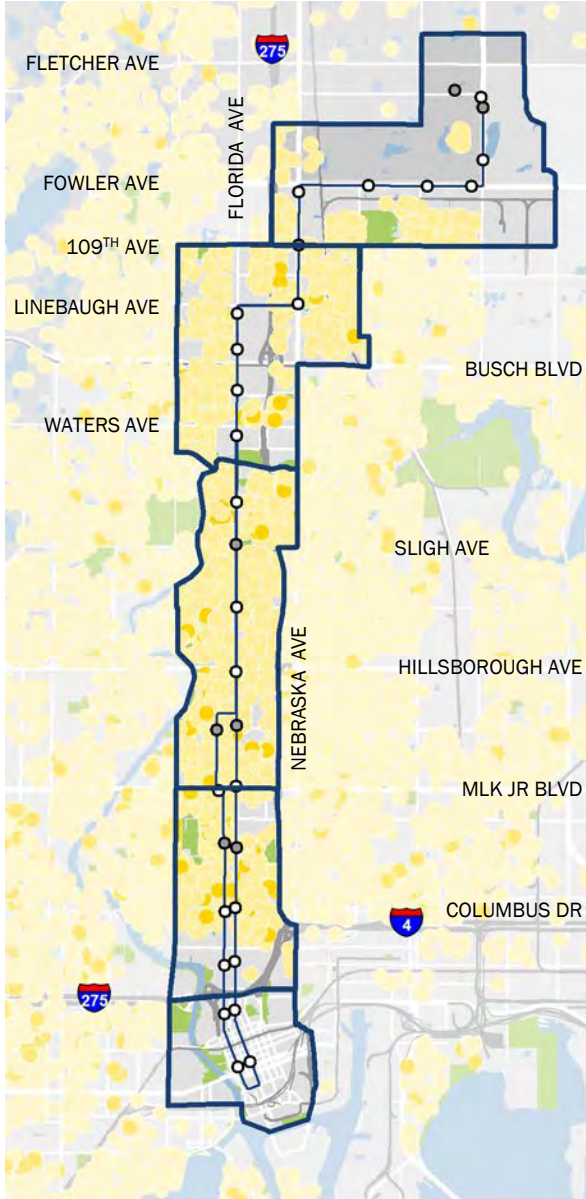 275
FLETCHER AVE
FLORIDA AVE
FOWLER AVE
109TH AVE
LINEBAUGH AVE
BUSCH BLVD
WATERS AVE
SLIGH AVE
NEBRASKA AVE
HILLSBOROUGH AVE
MLK JR BLVD
COLUMBUS DR
4
275